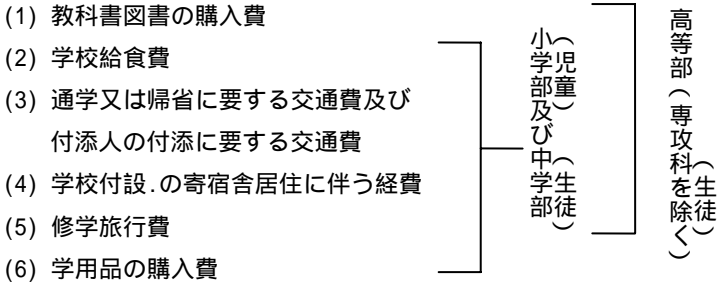 (1) 教科書図書の購入費
(2) 学校給食費
(3) 通学又は帰省に要する交通費及び
付添人の付添に要する交通費
(4) 学校付設.の寄宿舎居住に伴う経費
(5) 修学旅行費
(6) 学用品の購入費
小学部及び中学部
(児童) (生徒)
高等部(専攻科を除く)
(生徒)